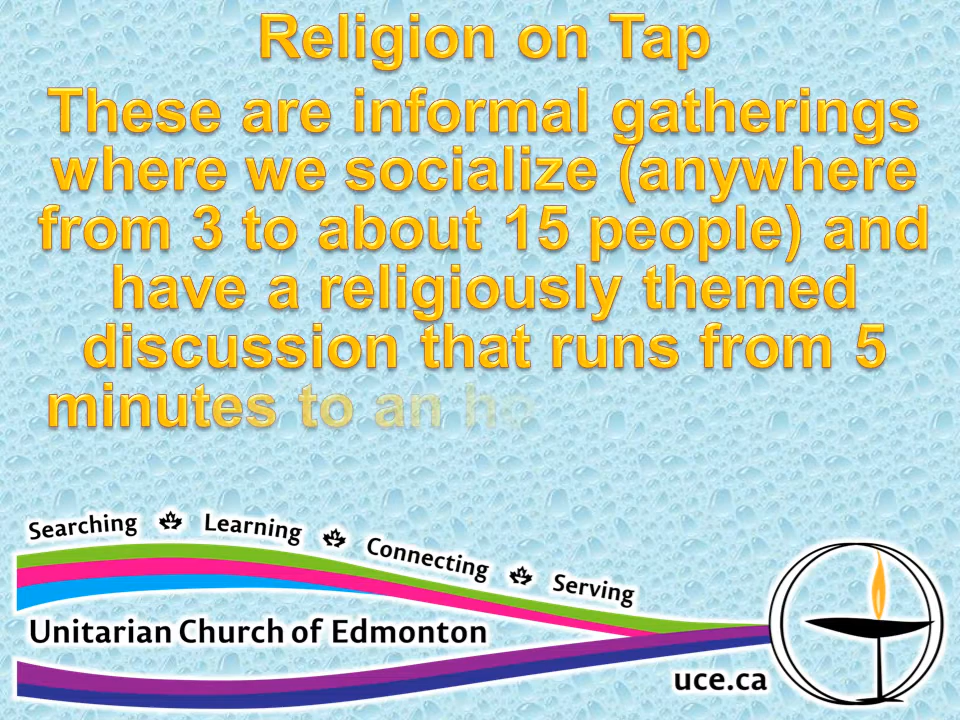 Religion on Tap
These are informal gatherings
where we socialize (anywhere
from 3 to about 15 people) and
have a religiously themed
discussion that runs from 5
minutes to an
Searching Learning Connecting Serving
Unitarian Church of Edmonton
uce.ca